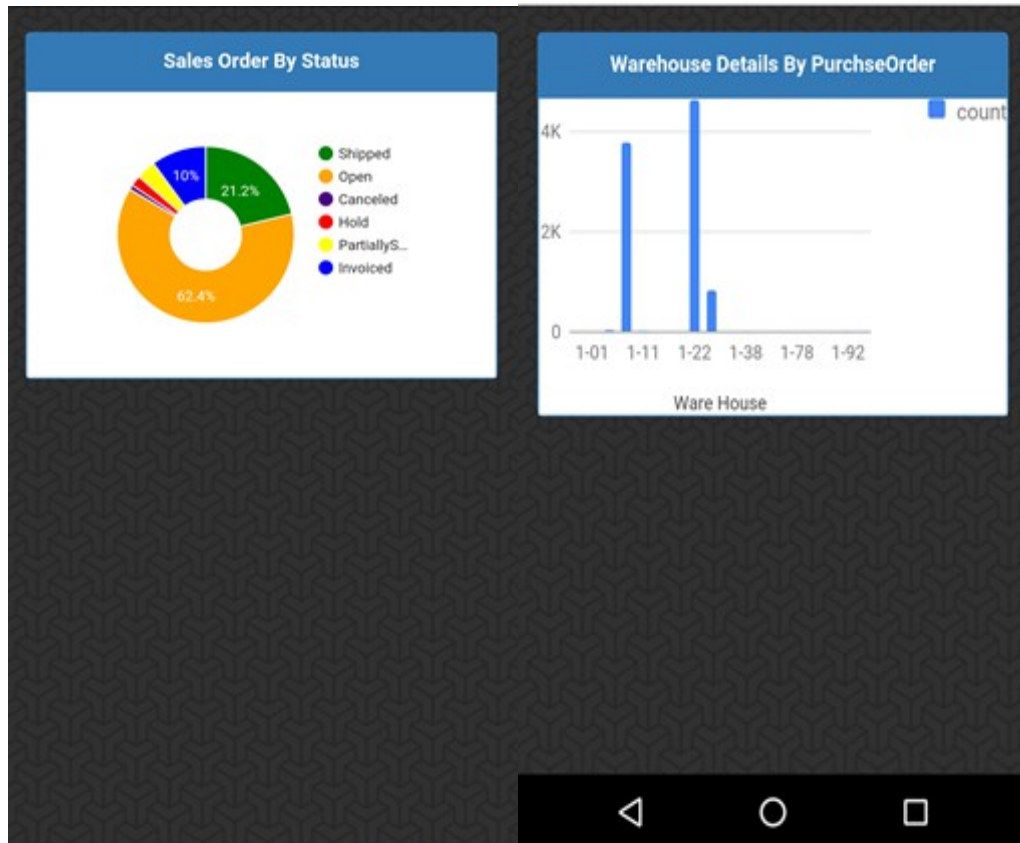 Sales Order By Status
Shipped
Open
Canceled
Hold
PartiallyS...
Invoiced
10%
21.2%
62.4%
Warehouse Details By PurchseOrder
count
4K
2K
0
1-01 1-11 1-22 1-38 1-78 1-92
Ware House